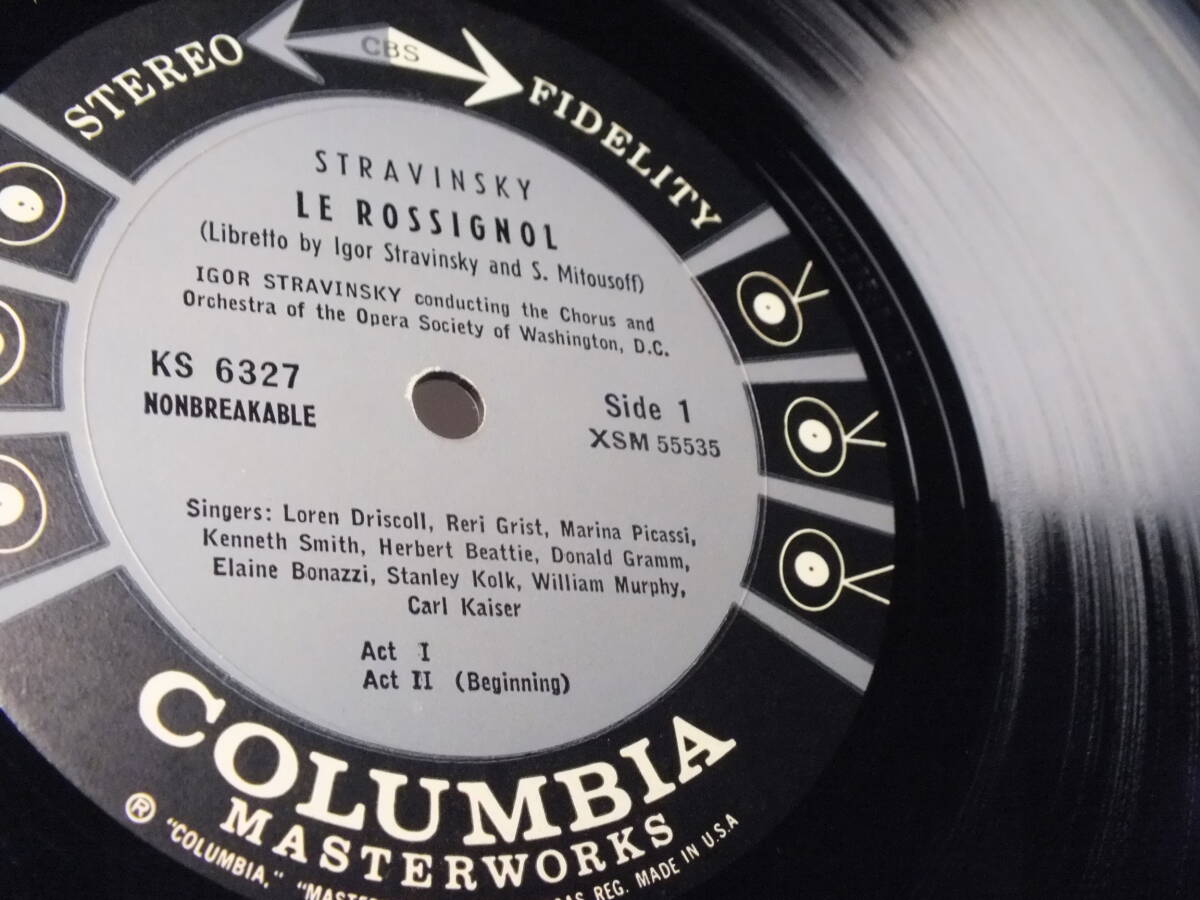 STEREO CBS FIDELITY
STRAVINSKY
LE ROSSIGNOL
(Libretto by Igor Stravinsky and S. Mitousoff)
IGOR STRAVINSKY conducting the Chorus and
Orchestra of the Opera Society of Washington, D.C.
KS 6327
NONBREAKABLE
Side 1
XSM 55535
Singers: Loren Driscoll, Reri Grist, Marina Picassi,
Kenneth Smith, Herbert Beattie, Donald Gramm,
Elaine Bonazzi, Stanley Kolk, William Murphy,
Carl Kaiser
Act I
Act II (Beginning)
COLUMBIA
MASTERWORKS
® "COLUMBIA," REG. MADE IN U.S.A